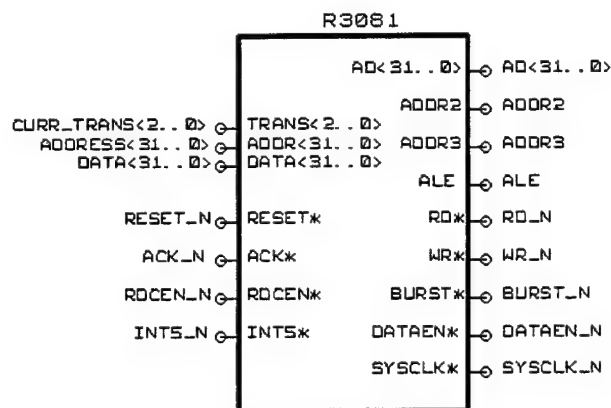 R3081
AD<31..0> AD<31..0>
ADDR2 ADDR2
CURR_TRANS<2..0> TRANS<2..0>
ADDRESS<31..0> ADDR<31..0> ADDR3 ADDR3
DATA<31..0> DATA<31..0>
ALE ALE
RESET_N RESET* RD* RD_N
ACK_N ACK* WR* WR_N
RDCEN_N RDCEN* BURST* BURST_N
INT5_N INT5* DATAEN* DATAEN_N
SYSCLK* SYSCLK_N